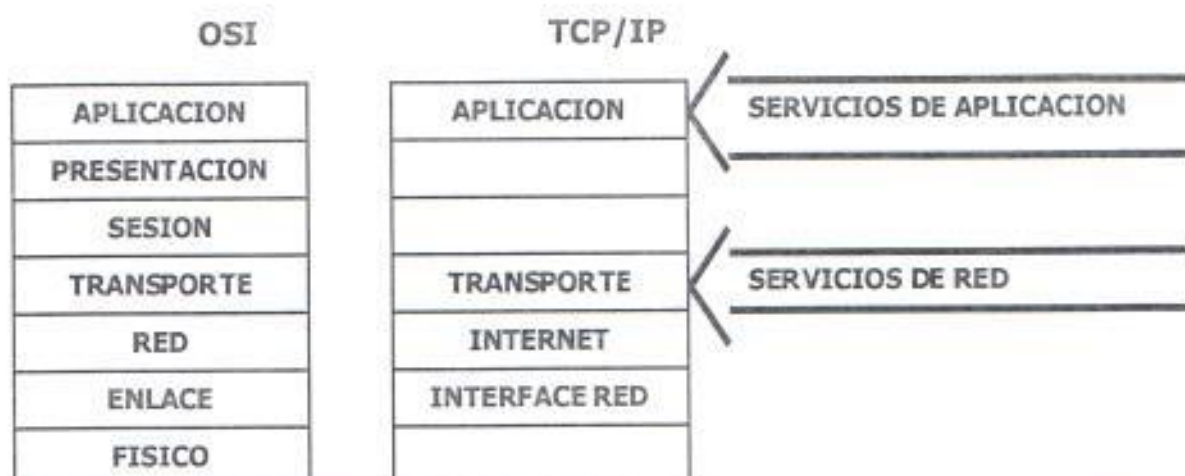 OSI
TCP/IP
APLICACION
PRESENTACION
SESION
TRANSPORTE
RED
ENLACE
FISICO
APLICACION
TRANSPORTE
INTERNET
INTERFACE RED
SERVICIOS DE APLICACION
SERVICIOS DE RED